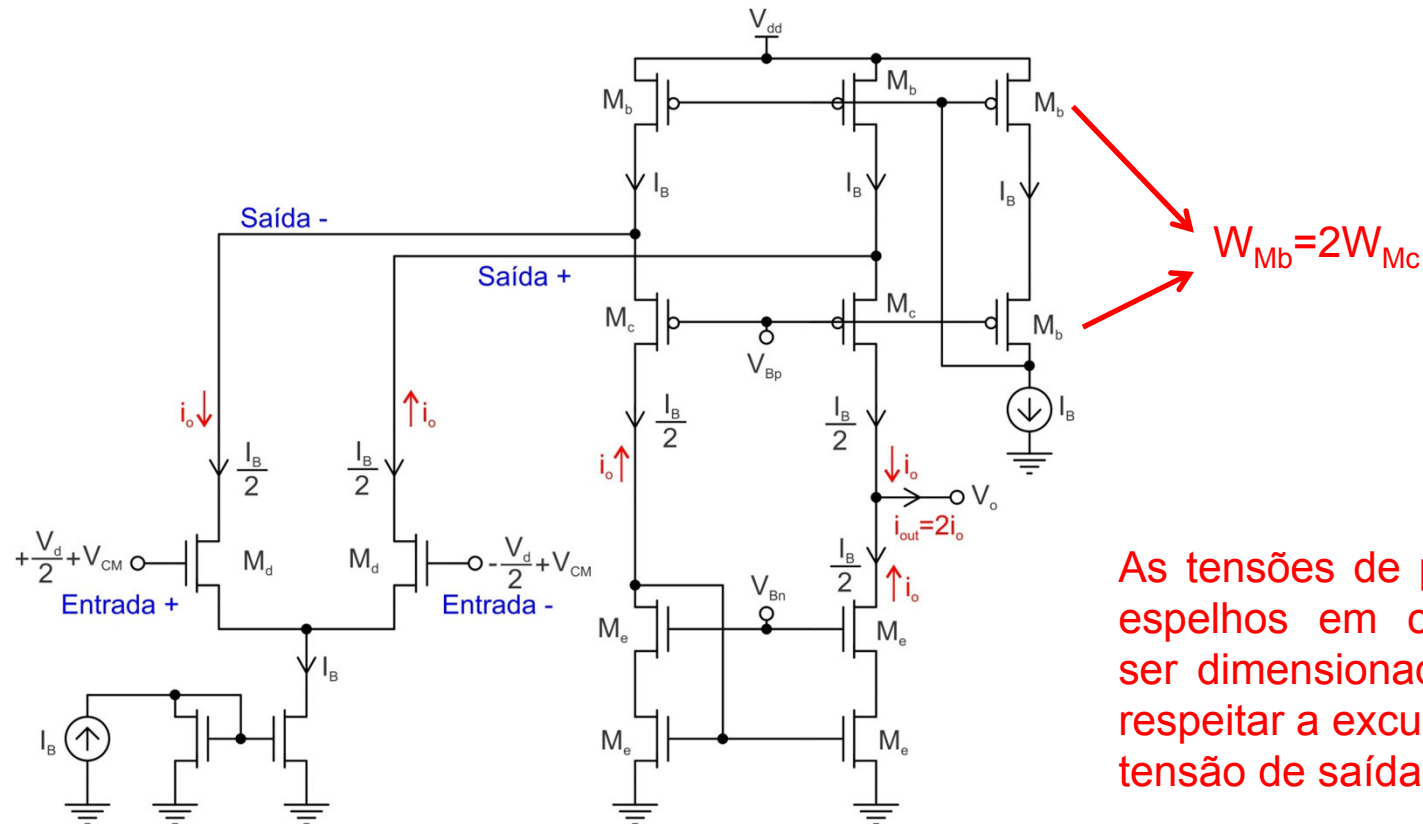 V_dd
M_b
M_b
M_b
I_B
I_B
I_B
Saída -
Saída +
W_Mb=2W_Mc
M_c
M_c
M_b
V_Bp
i_o
i_o
I_B/2
I_B/2
I_B
I_B/2
I_B/2
i_o
i_o
V_o
i_out=2i_o
+V_d/2+V_CM
M_d
M_d
-V_d/2+V_CM
I_B/2
i_o
Entrada +
Entrada -
V_Bn
M_e
M_e
I_B
I_B
M_e
M_e
As tensões de
espelhos em
ser dimensionad
respeitar a excu
tensão de saída